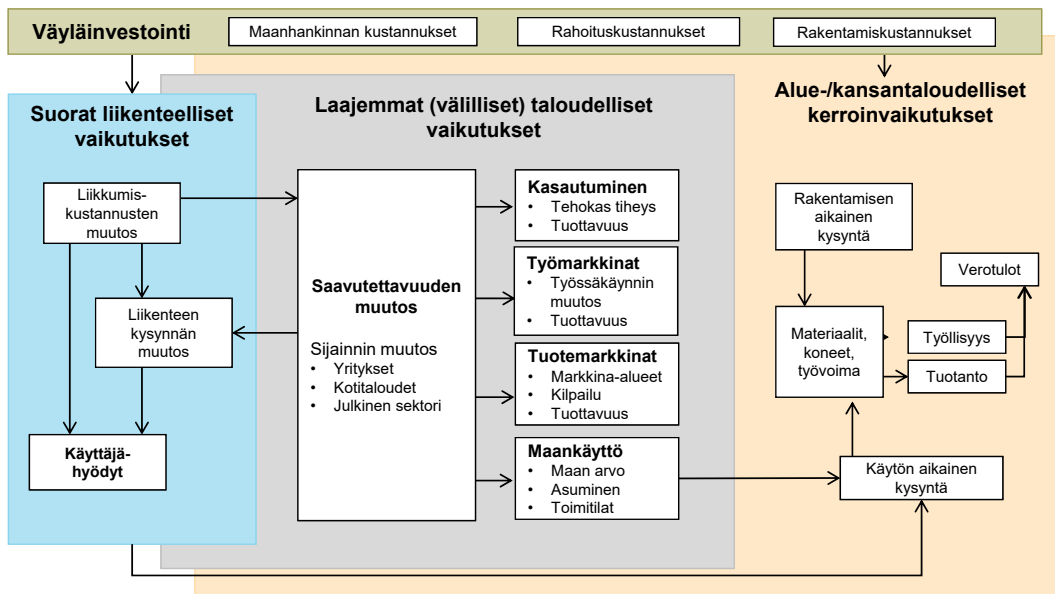 Väyläinvestointi
Maanhankinnan kustannukset
Rahoituskustannukset
Rakentamiskustannukset
Suorat liikenteelliset
vaikutukset
Liikkumis-
kustannusten
muutos
Liikenteen
kysynnän
muutos
Käyttäjä-
hyödyt
Laajemmat (välilliset) taloudelliset
vaikutukset
Saavutettavuuden
muutos
Sijainnin muutos
• Yritykset
• Kotitaloudet
• Julkinen sektori
Kasautuminen
• Tehokas tiheys
• Tuottavuus
Työmarkkinat
• Työssäkäynnin
muutos
• Tuottavuus
Tuotemarkkinat
• Markkina-alueet
• Kilpailu
• Tuottavuus
Maankäyttö
• Maan arvo
• Asuminen
• Toimitilat
Alue-/kansantaloudelliset
kerroinvaikutukset
Rakentamisen
aikainen
kysyntä
Materiaalit,
koneet,
työvoima
Verotulot
Työllisyys
Tuotanto
Käytön aikainen
kysyntä